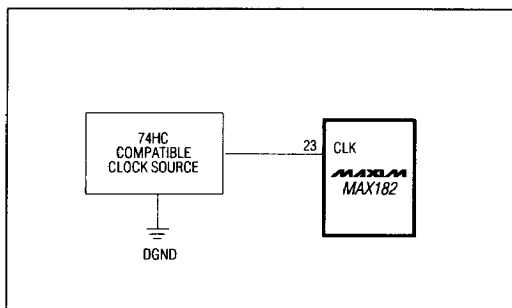 74HC
COMPATIBLE
CLOCK SOURCE
DGND
23 CLK
MAXIM
MAX182